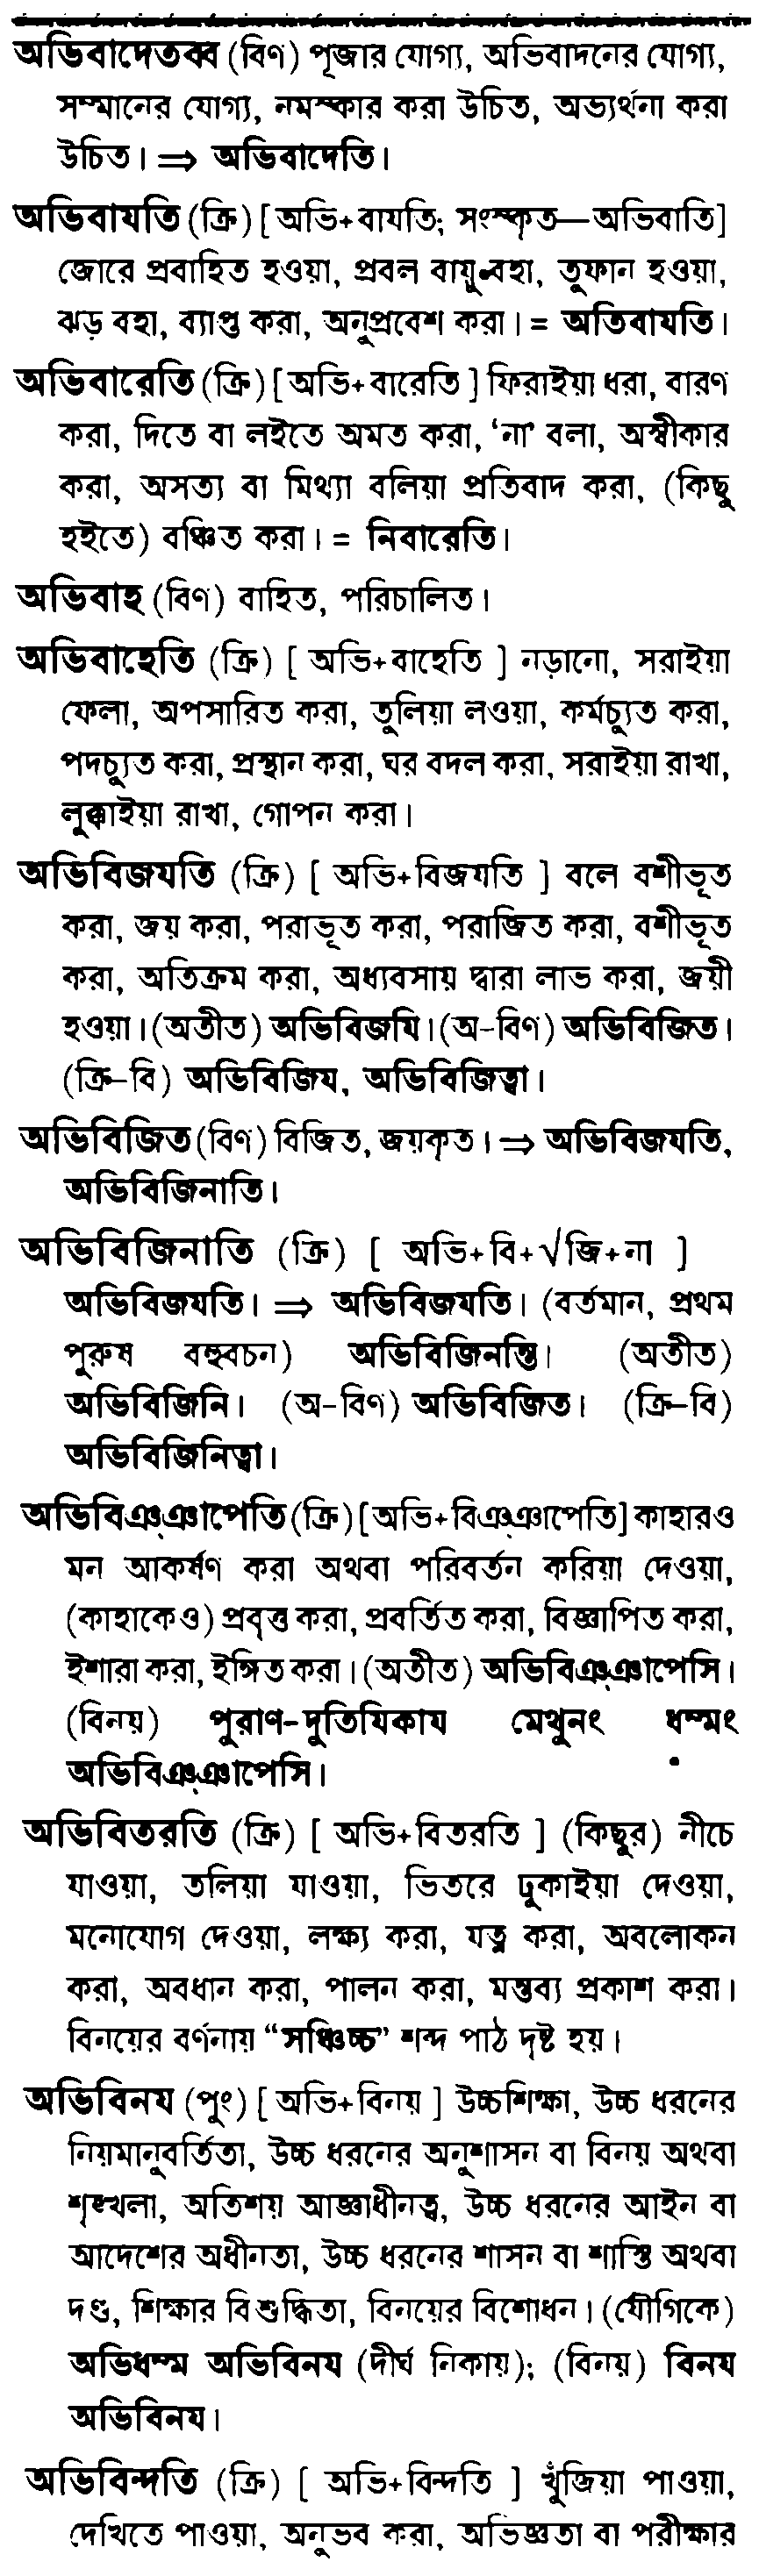 অভিবাদেতব্ব (বিণ) পূজার যোগ্য, অভিবাদনের যোগ্য,
সম্মানের যোগ্য, নমস্কার করা উচিত, অভ্যর্থনা করা
উচিত। ⇒ অভিবাদেতি।
অভিবাযতি (ক্রি) [ অভি+বাযতি; সংস্কৃত—অভিবাতি]
জোরে প্রবাহিত হওয়া, প্রবল বায়ু বহা, তুফান হওয়া,
ঝড় বহা, ব্যাপ্ত করা, অনুপ্রবেশ করা। = অতিবাযতি।
অভিবারেতি (ক্রি) [ অভি+বারেতি ] ফিরাইয়া ধরা, বারণ
করা, দিতে বা লইতে অমত করা, ‘না’ বলা, অস্বীকার
করা, অসত্য বা মিথ্যা বলিয়া প্রতিবাদ করা, (কিছু
হইতে) বঞ্চিত করা। = নিবারেতি।
অভিবাহ (বিণ) বাহিত, পরিচালিত।
অভিবাহেতি (ক্রি) [ অভি+বাহেতি ] নড়ানো, সরাইয়া
ফেলা, অপসারিত করা, তুলিয়া লওয়া, কর্মচ্যুত করা,
পদচ্যুত করা, প্রস্থান করা, ঘর বদল করা, সরাইয়া রাখা,
লুক্কাইয়া রাখা, গোপন করা।
অভিবিজযতি (ক্রি) [ অভি+বিজযতি ] বলে বশীভূত
করা, জয় করা, পরাভূত করা, পরাজিত করা, বশীভূত
করা, অতিক্রম করা, অধ্যবসায় দ্বারা লাভ করা, জয়ী
হওয়া। (অতীত) অভিবিজযি। (অ-বিণ) অভিবিজিত।
(ক্রি-বি) অভিবিজিয, অভিবিজিত্বা।
অভিবিজিত (বিণ) বিজিত, জয়কৃত। ⇒ অভিবিজযতি,
অভিবিজিনাতি।
অভিবিজিনাতি (ক্রি) [ অভি+বি+√জি+না ]
অভিবিজযতি। ⇒ অভিবিজযতি। (বর্তমান, প্রথম
পুরুষ বহুবচন) অভিবিজিনন্তি। (অতীত)
অভিবিজিনি। (অ-বিণ) অভিবিজিত। (ক্রি-বি)
অভিবিজিনিত্বা।
অভিবিঞ্ঞাপেতি (ক্রি) [অভি+বিঞ্ঞাপেতি] কাহারও
মন আকর্ষণ করা অথবা পরিবর্তন করিয়া দেওয়া,
(কাহাকেও) প্রবৃত্ত করা, প্রবর্তিত করা, বিজ্ঞাপিত করা,
ইশারা করা, ইঙ্গিত করা। (অতীত) অভিবিঞ্ঞাপেসি।
(বিনয়) পুরাণ-দুতিযিকায মেথুনং ধম্মং
অভিবিঞ্ঞাপেসি।
অভিবিতরতি (ক্রি) [ অভি+বিতরতি ] (কিছুর) নীচে
যাওয়া, তলিয়া যাওয়া, ভিতরে ঢুকাইয়া দেওয়া,
মনোযোগ দেওয়া, লক্ষ্য করা, যত্ন করা, অবলোকন
করা, অবধান করা, পালন করা, মন্তব্য প্রকাশ করা।
বিনয়ের বর্ণনায় “সঞ্চিচ্চ” শব্দ পাঠ দৃষ্ট হয়।
অভিবিনয (পুং) [ অভি+বিনয় ] উচ্চশিক্ষা, উচ্চ ধরনের
নিয়মানুবর্তিতা, উচ্চ ধরনের অনুশাসন বা বিনয় অথবা
শৃঙ্খলা, অতিশয় আজ্ঞাধীনত্ব, উচ্চ ধরনের আইন বা
আদেশের অধীনতা, উচ্চ ধরনের শাসন বা শাস্তি অথবা
দণ্ড, শিক্ষার বিশুদ্ধিতা, বিনয়ের বিশোধন। (যৌগিকে)
অভিধম্ম অভিবিনয (দীর্ঘ নিকায়); (বিনয়) বিনয
অভিবিনয।
অভিবিন্দতি (ক্রি) [ অভি+বিন্দতি ] খুঁজিয়া পাওয়া,
দেখিতে পাওয়া, অনুভব করা, অভিজ্ঞতা বা পরীক্ষার